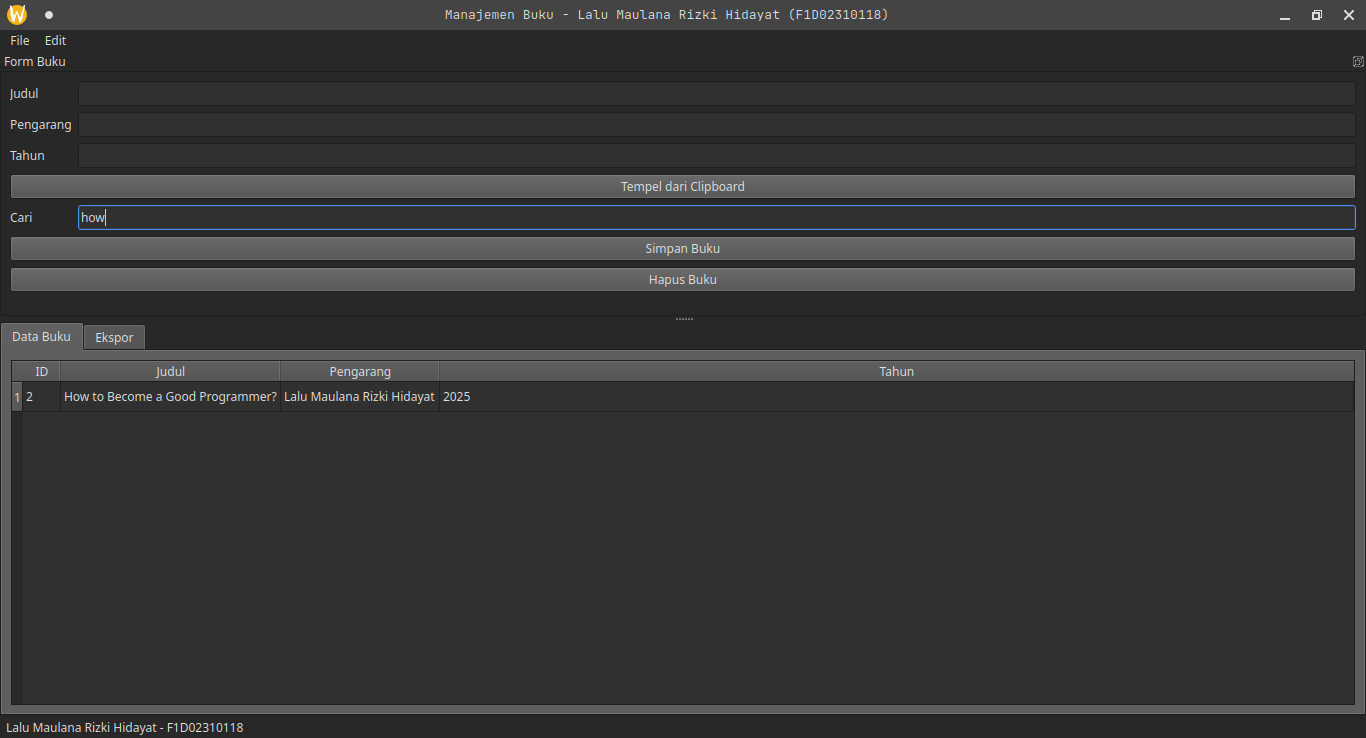 Manajemen Buku - Lalu Maulana Rizki Hidayat (F1D02310118)
File Edit
Form Buku
Judul
Pengarang
Tahun
Tempel dari Clipboard
Cari how
Simpan Buku
Hapus Buku
Data Buku Ekspor
ID Judul Pengarang Tahun
1 2 How to Become a Good Programmer? Lalu Maulana Rizki Hidayat 2025
Lalu Maulana Rizki Hidayat - F1D02310118